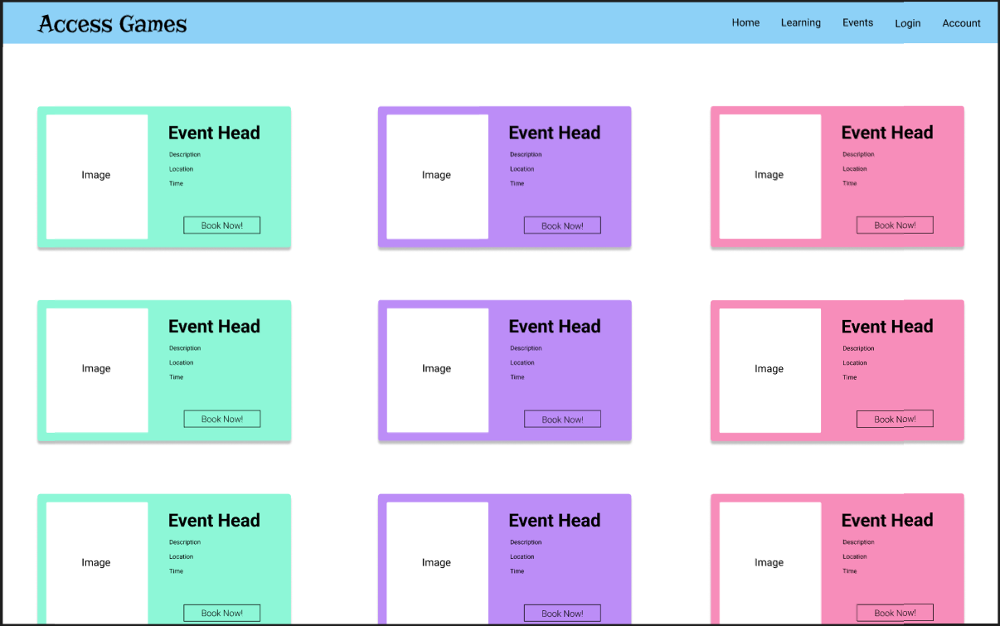 Access Games
Home Learning Events Login Account
Event Head
Description
Image
Location
Time
Book Now!
Event Head
Description
Image
Location
Time
Book Now!
Event Head
Description
Image
Location
Time
Book Now!
Event Head
Description
Image
Location
Time
Book Now!
Event Head
Description
Image
Location
Time
Book Now!
Event Head
Description
Image
Location
Time
Book Now!
Event Head
Description
Image
Location
Time
Book Now!
Event Head
Description
Image
Location
Time
Book Now!
Event Head
Description
Image
Location
Time
Book Now!